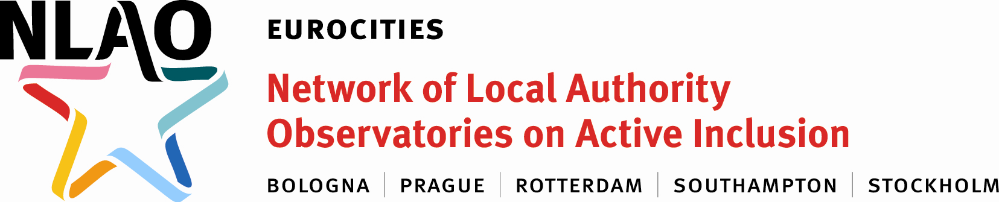 NLAO
EUROCITIES
Network of Local Authority
Observatories on Active Inclusion
BOLOGNA | PRAGUE | ROTTERDAM | SOUTHAMPTON | STOCKHOLM